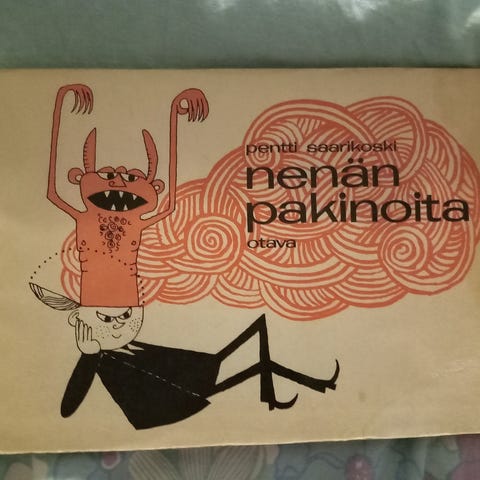 pentti saarikoski
nenän
pakinoita
otava